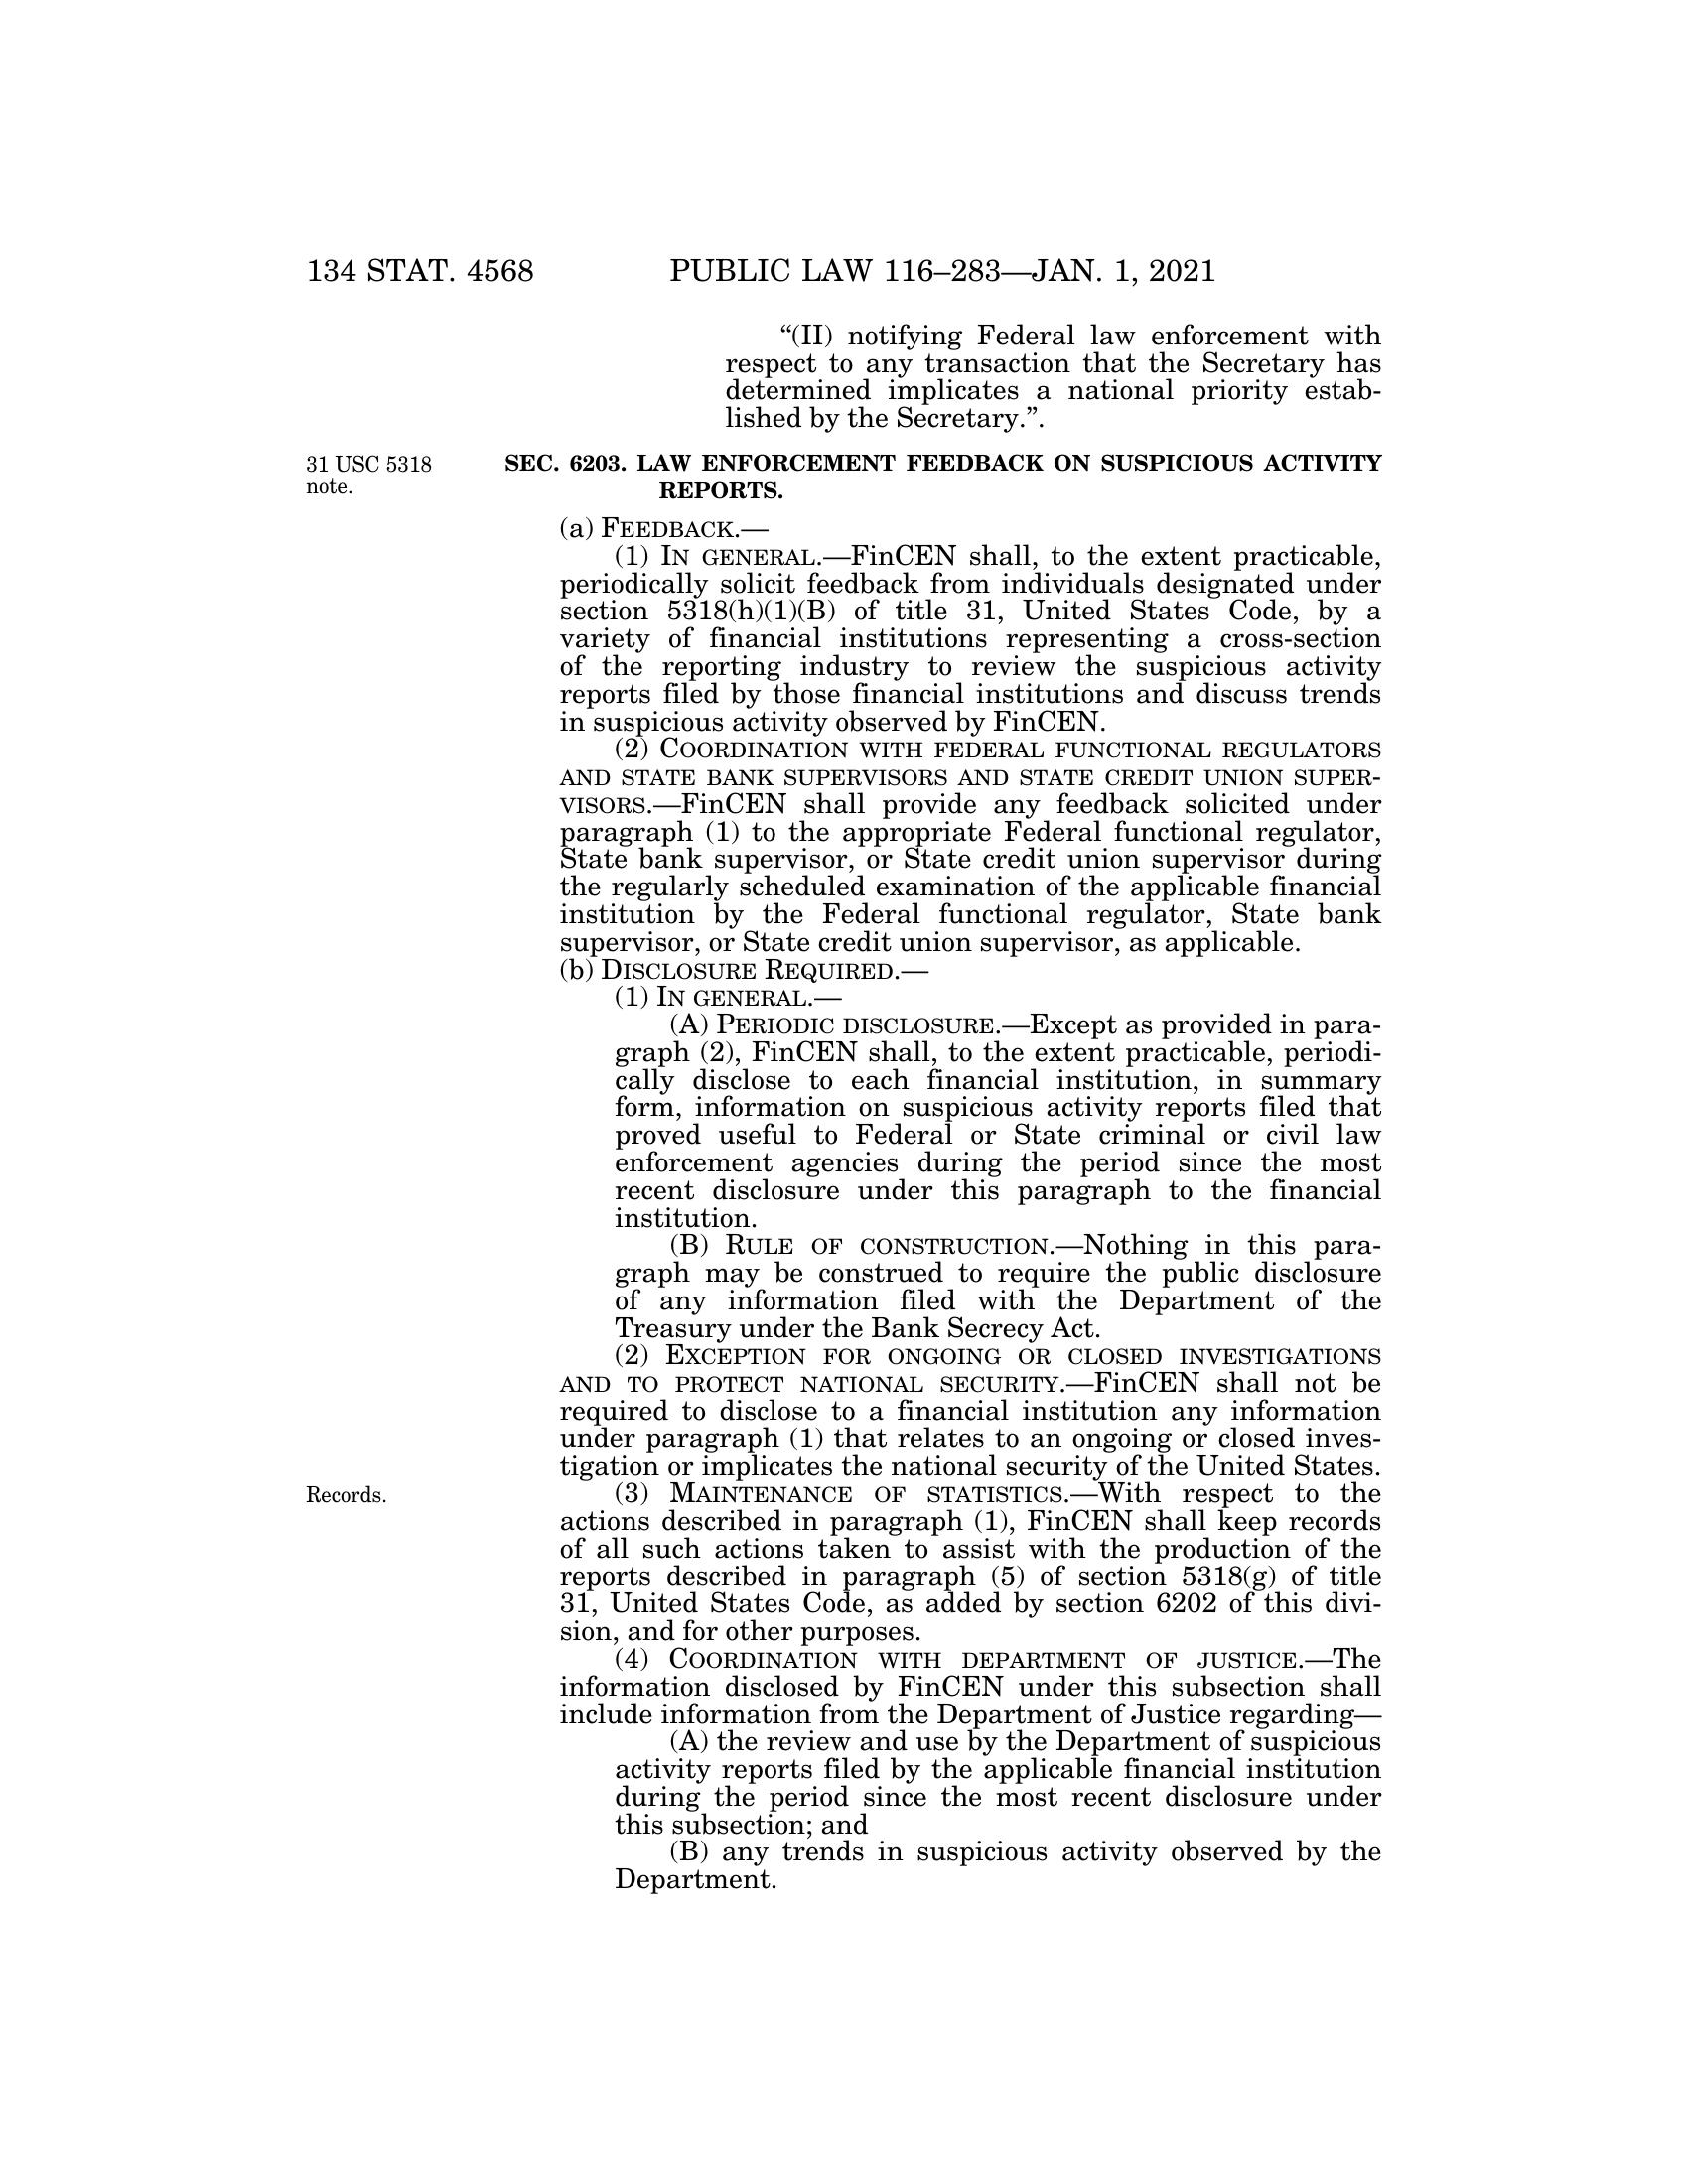 134 STAT. 4568 PUBLIC LAW 116–283—JAN. 1, 2021
“(II) notifying Federal law enforcement with
respect to any transaction that the Secretary has
determined implicates a national priority estab-
lished by the Secretary.”.
31 USC 5318
note.
SEC. 6203. LAW ENFORCEMENT FEEDBACK ON SUSPICIOUS ACTIVITY
REPORTS.
(a) FEEDBACK.—
(1) IN GENERAL.—FinCEN shall, to the extent practicable,
periodically solicit feedback from individuals designated under
section 5318(h)(1)(B) of title 31, United States Code, by a
variety of financial institutions representing a cross-section
of the reporting industry to review the suspicious activity
reports filed by those financial institutions and discuss trends
in suspicious activity observed by FinCEN.
(2) COORDINATION WITH FEDERAL FUNCTIONAL REGULATORS
AND STATE BANK SUPERVISORS AND STATE CREDIT UNION SUPER-
VISORS.—FinCEN shall provide any feedback solicited under
paragraph (1) to the appropriate Federal functional regulator,
State bank supervisor, or State credit union supervisor during
the regularly scheduled examination of the applicable financial
institution by the Federal functional regulator, State bank
supervisor, or State credit union supervisor, as applicable.
(b) DISCLOSURE REQUIRED.—
(1) IN GENERAL.—
(A) PERIODIC DISCLOSURE.—Except as provided in para-
graph (2), FinCEN shall, to the extent practicable, periodi-
cally disclose to each financial institution, in summary
form, information on suspicious activity reports filed that
proved useful to Federal or State criminal or civil law
enforcement agencies during the period since the most
recent disclosure under this paragraph to the financial
institution.
(B) RULE OF CONSTRUCTION.—Nothing in this para-
graph may be construed to require the public disclosure
of any information filed with the Department of the
Treasury under the Bank Secrecy Act.
(2) EXCEPTION FOR ONGOING OR CLOSED INVESTIGATIONS
AND TO PROTECT NATIONAL SECURITY.—FinCEN shall not be
required to disclose to a financial institution any information
under paragraph (1) that relates to an ongoing or closed inves-
tigation or implicates the national security of the United States.
Records.
(3) MAINTENANCE OF STATISTICS.—With respect to the
actions described in paragraph (1), FinCEN shall keep records
of all such actions taken to assist with the production of the
reports described in paragraph (5) of section 5318(g) of title
31, United States Code, as added by section 6202 of this divi-
sion, and for other purposes.
(4) COORDINATION WITH DEPARTMENT OF JUSTICE.—The
information disclosed by FinCEN under this subsection shall
include information from the Department of Justice regarding—
(A) the review and use by the Department of suspicious
activity reports filed by the applicable financial institution
during the period since the most recent disclosure under
this subsection; and
(B) any trends in suspicious activity observed by the
Department.